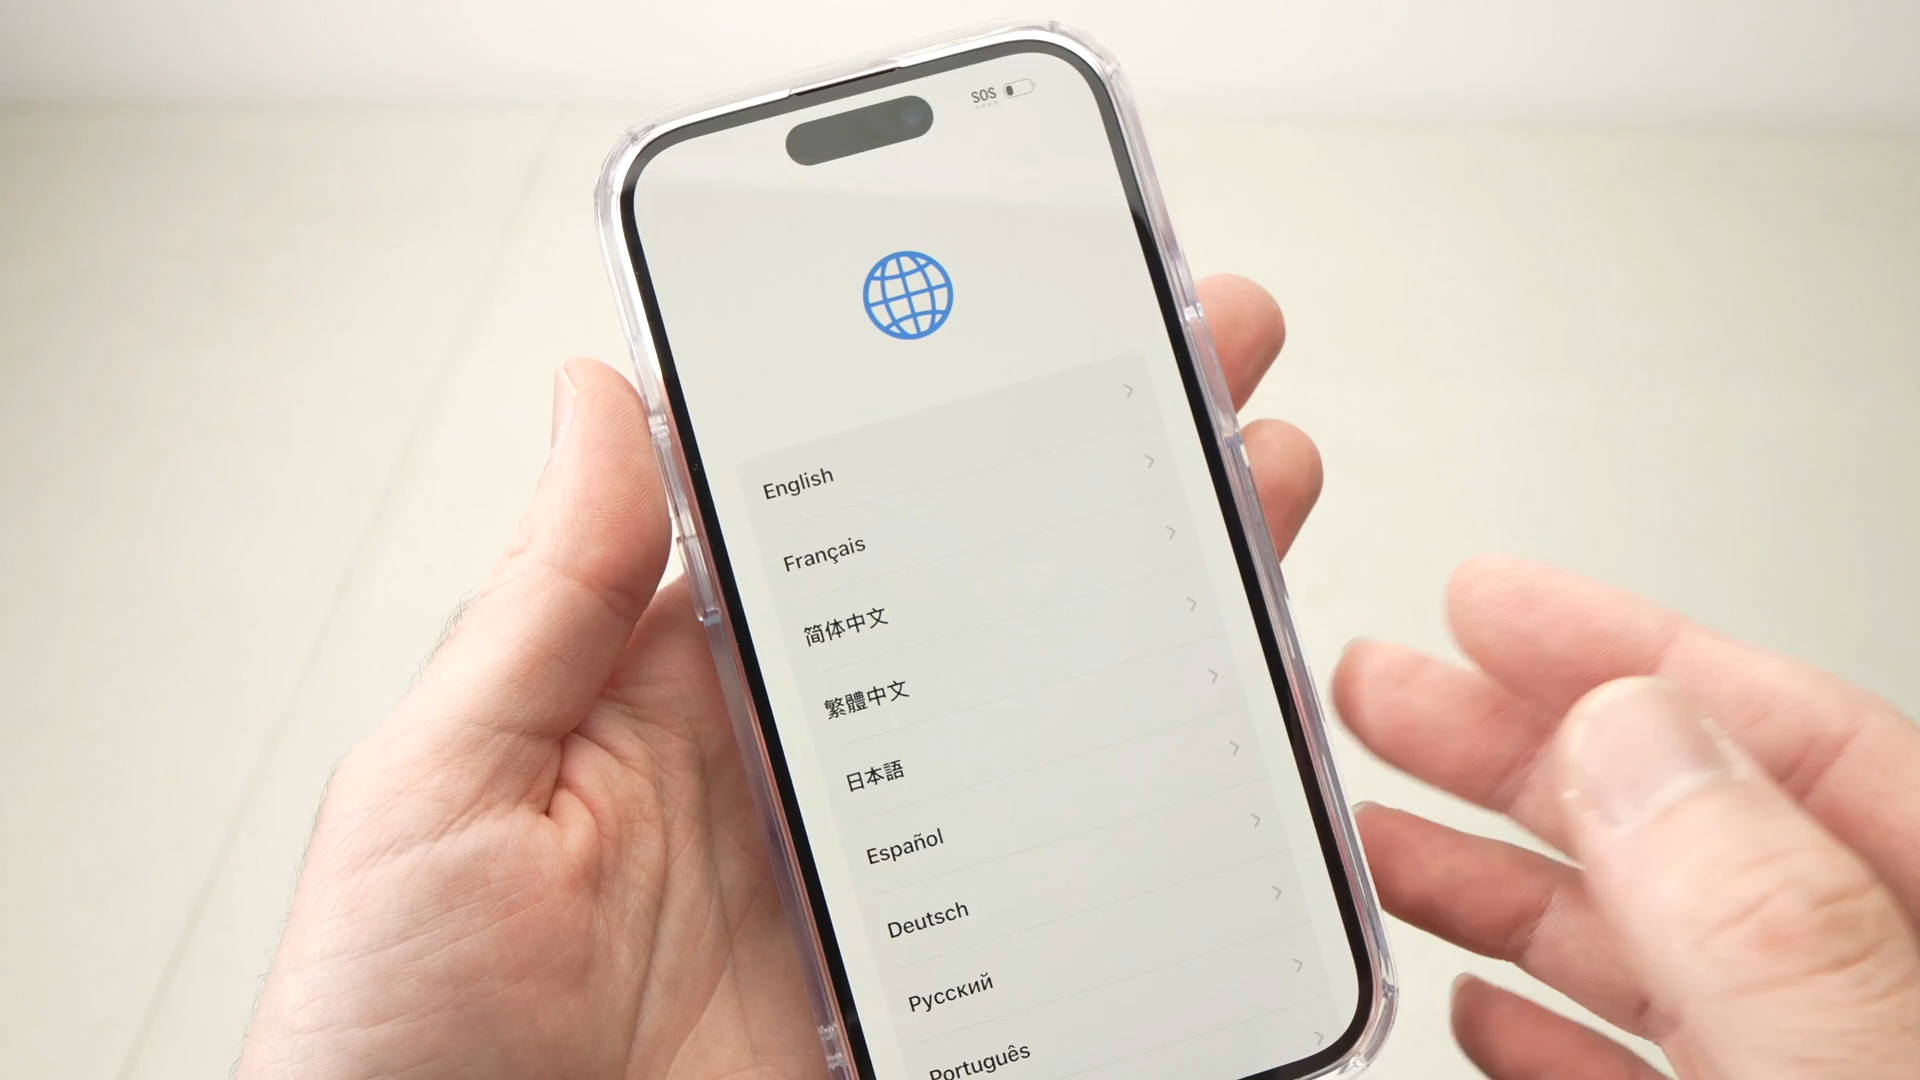 SOS
English
Français
简体中文
繁體中文
日本語
Español
Deutsch
Русский
Português